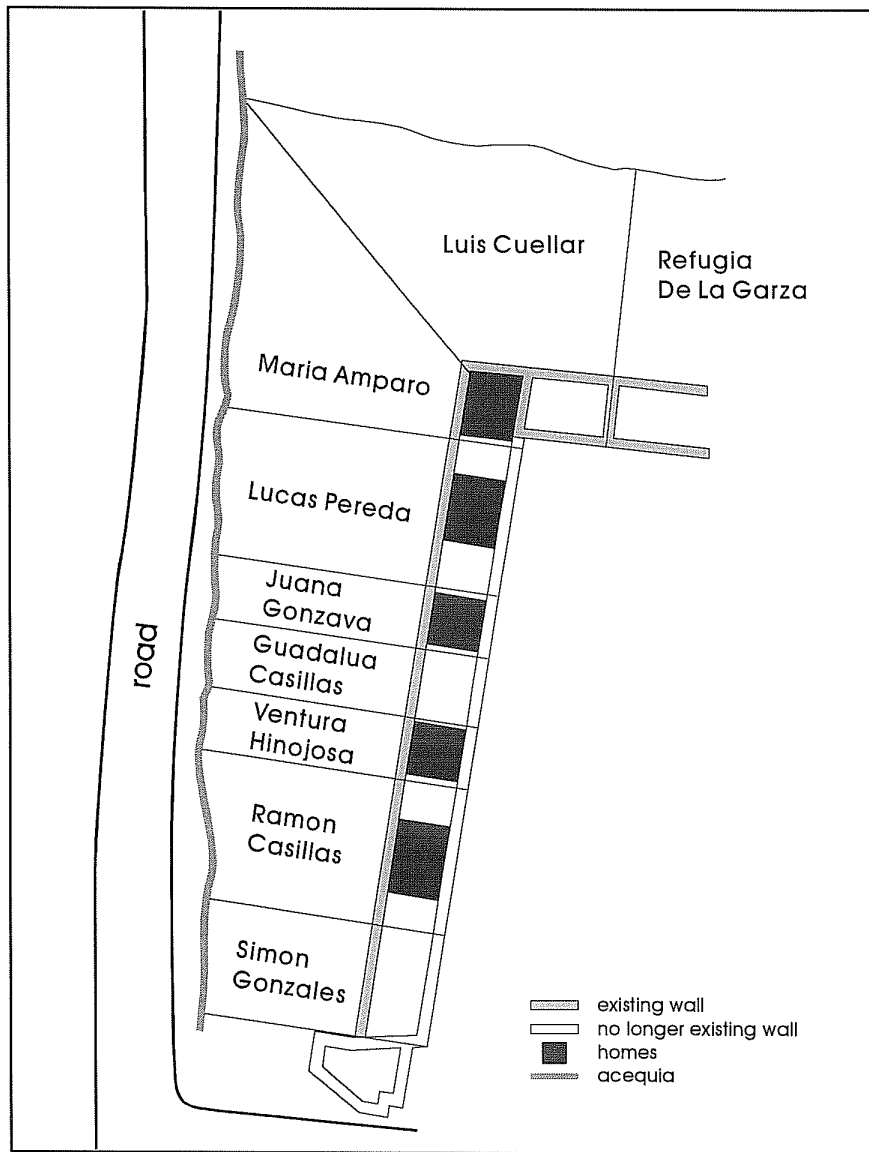 Luis Cuellar
Refugia
De La Garza
Maria Amparo
Lucas Pereda
Juana
Gonzava
Guadalua
Casillas
Ventura
Hinojosa
Ramon
Casillas
Simon
Gonzales
road
existing wall
no longer existing wall
homes
acequia